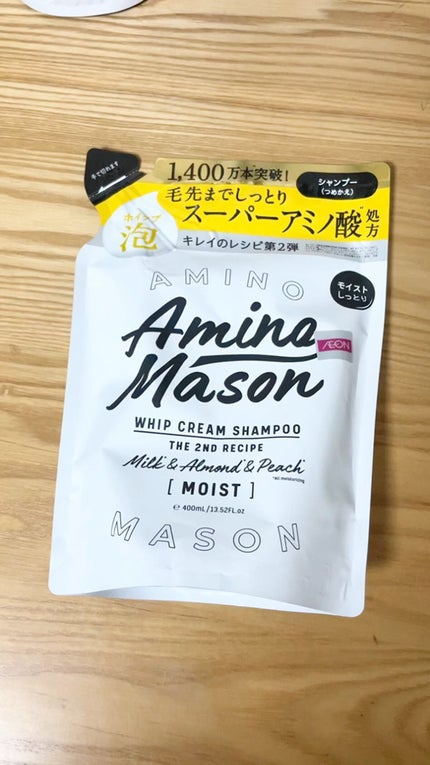 手で切れます
1,400万本突破!
シャンプー
(つめかえ)
毛先までしっとり
ホイップ
泡
スーパーアミノ酸処方
キレイのレシピ第2弾
AMINO
モイスト
しっとり
Amino
Mason
ÆON
WHIP CREAM SHAMPOO
THE 2ND RECIPE
Milk* & Almond* & Peach*
*All moisturizing
[ MOIST ]
e 400mL/13.52FL.oz
MASON